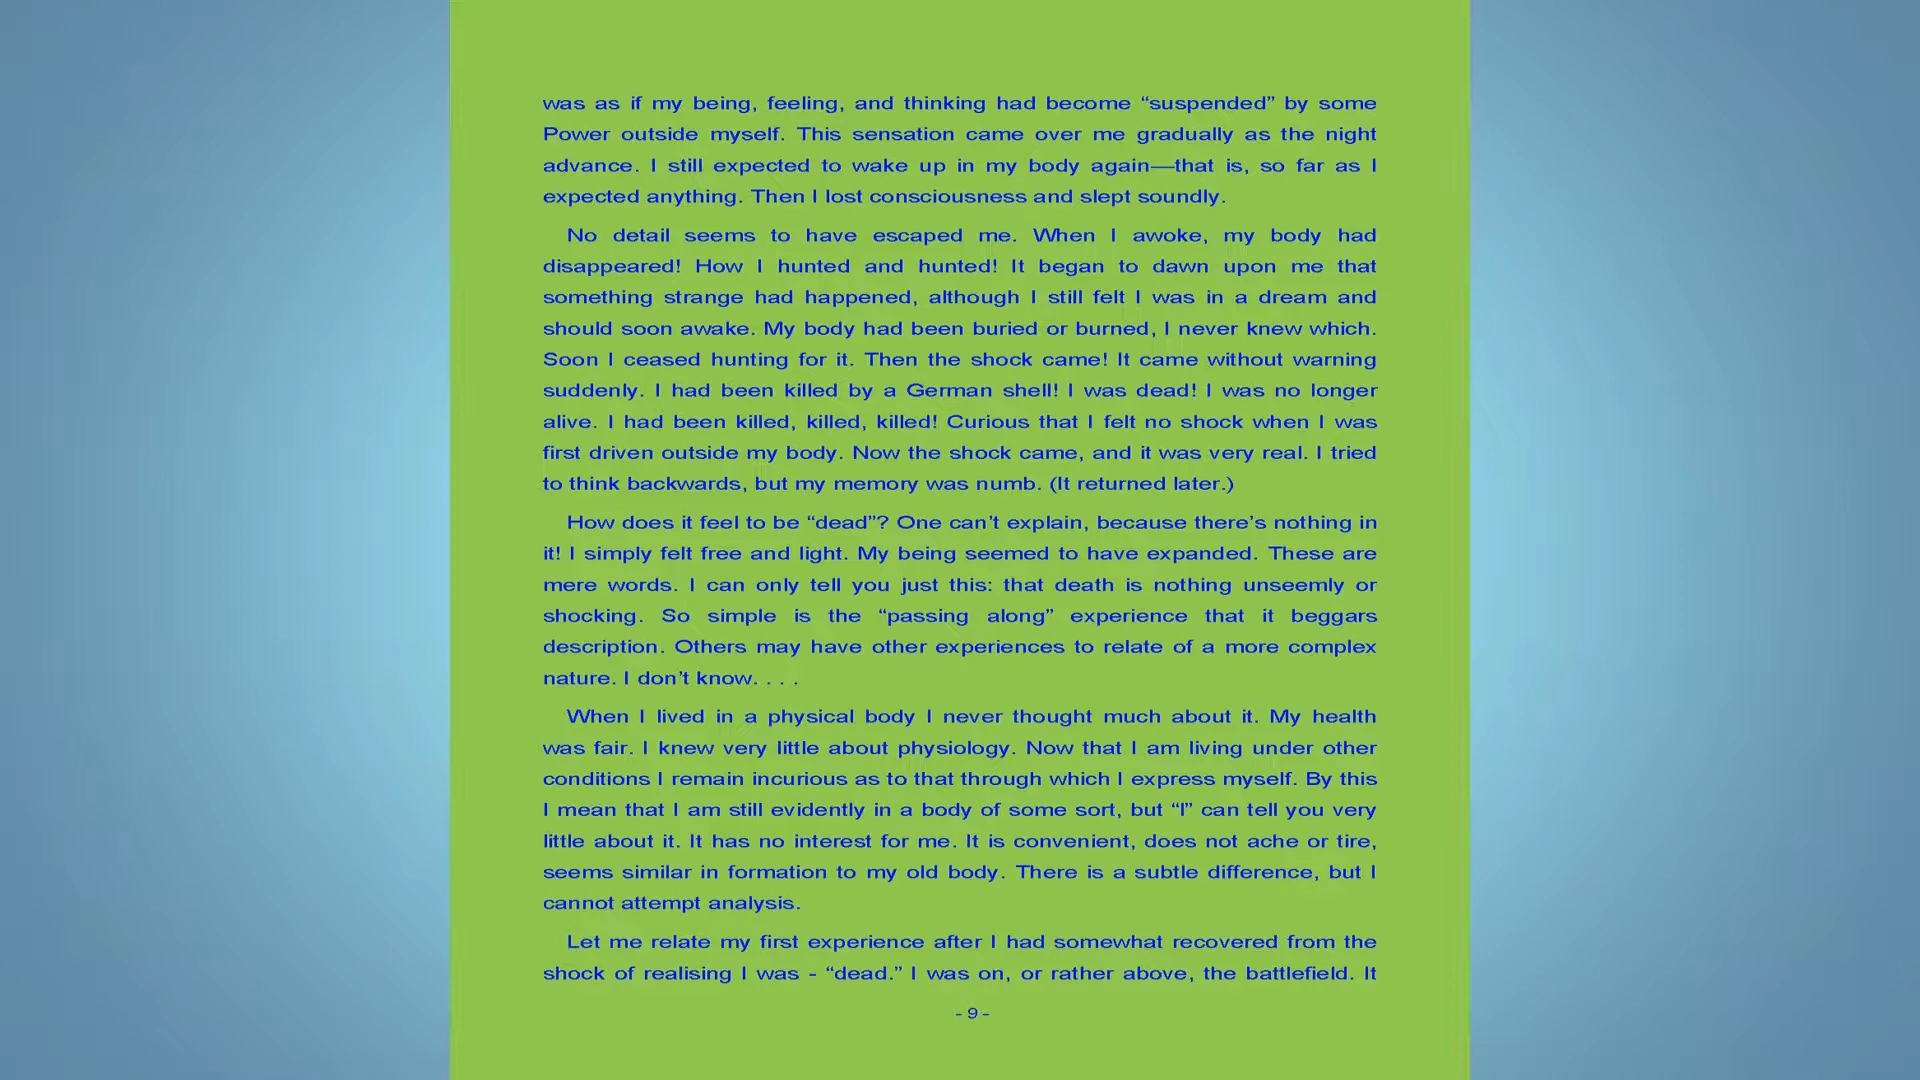 was as if my being, feeling, and thinking had become “suspended” by some
Power outside myself. This sensation came over me gradually as the night
advance. I still expected to wake up in my body again—that is, so far as I
expected anything. Then I lost consciousness and slept soundly.
No detail seems to have escaped me. When I awoke, my body had
disappeared! How I hunted and hunted! It began to dawn upon me that
something strange had happened, although I still felt I was in a dream and
should soon awake. My body had been buried or burned, I never knew which.
Soon I ceased hunting for it. Then the shock came! It came without warning
suddenly. I had been killed by a German shell! I was dead! I was no longer
alive. I had been killed, killed, killed! Curious that I felt no shock when I was
first driven outside my body. Now the shock came, and it was very real. I tried
to think backwards, but my memory was numb. (It returned later.)
How does it feel to be “dead”? One can’t explain, because there’s nothing in
it! I simply felt free and light. My being seemed to have expanded. These are
mere words. I can only tell you just this: that death is nothing unseemly or
shocking. So simple is the “passing along” experience that it beggars
description. Others may have other experiences to relate of a more complex
nature. I don’t know. . . .
When I lived in a physical body I never thought much about it. My health
was fair. I knew very little about physiology. Now that I am living under other
conditions I remain incurious as to that through which I express myself. By this
I mean that I am still evidently in a body of some sort, but “I” can tell you very
little about it. It has no interest for me. It is convenient, does not ache or tire,
seems similar in formation to my old body. There is a subtle difference, but I
cannot attempt analysis.
Let me relate my first experience after I had somewhat recovered from the
shock of realising I was - “dead.” I was on, or rather above, the battlefield. It
- 9 -